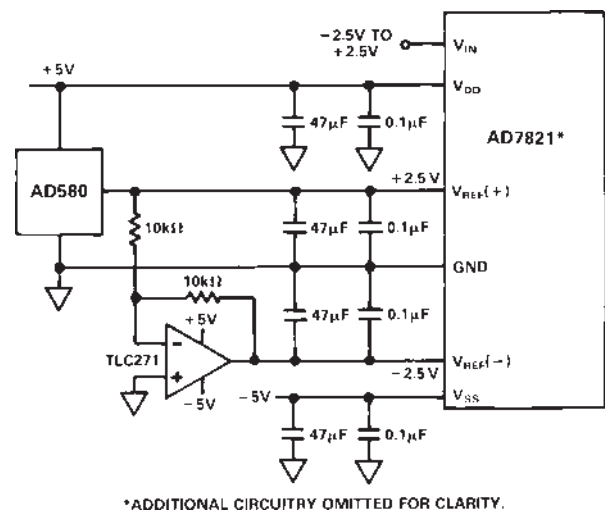 −2.5V TO
+2.5V
VIN
+5V
VDD
47μF
0.1μF
AD7821*
AD580
+2.5V
VREF(+)
10kΩ
47μF
0.1μF
GND
10kΩ
47μF
0.1μF
+5V
TLC271
−
+
−5V
VREF(−)
−2.5V
−5V
VSS
47μF
0.1μF
*ADDITIONAL CIRCUITRY OMITTED FOR CLARITY.